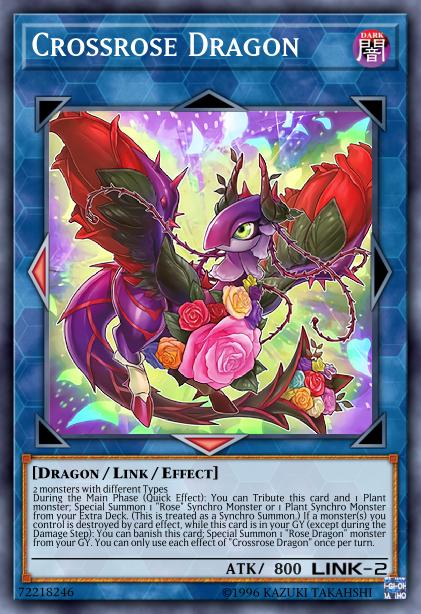 Crossrose Dragon
DARK
闇
[Dragon / Link / Effect]
2 monsters with different Types
During the Main Phase (Quick Effect): You can Tribute this card and 1 Plant
monster; Special Summon 1 "Rose" Synchro Monster or 1 Plant Synchro Monster
from your Extra Deck. (This is treated as a Synchro Summon.) If a monster(s) you
control is destroyed by card effect, while this card is in your GY (except during the
Damage Step): You can banish this card; Special Summon 1 "Rose Dragon" monster
from your GY. You can only use each effect of "Crossrose Dragon" once per turn.
ATK/ 800 LINK-2
72218246
©1996 KAZUKI TAKAHSHI